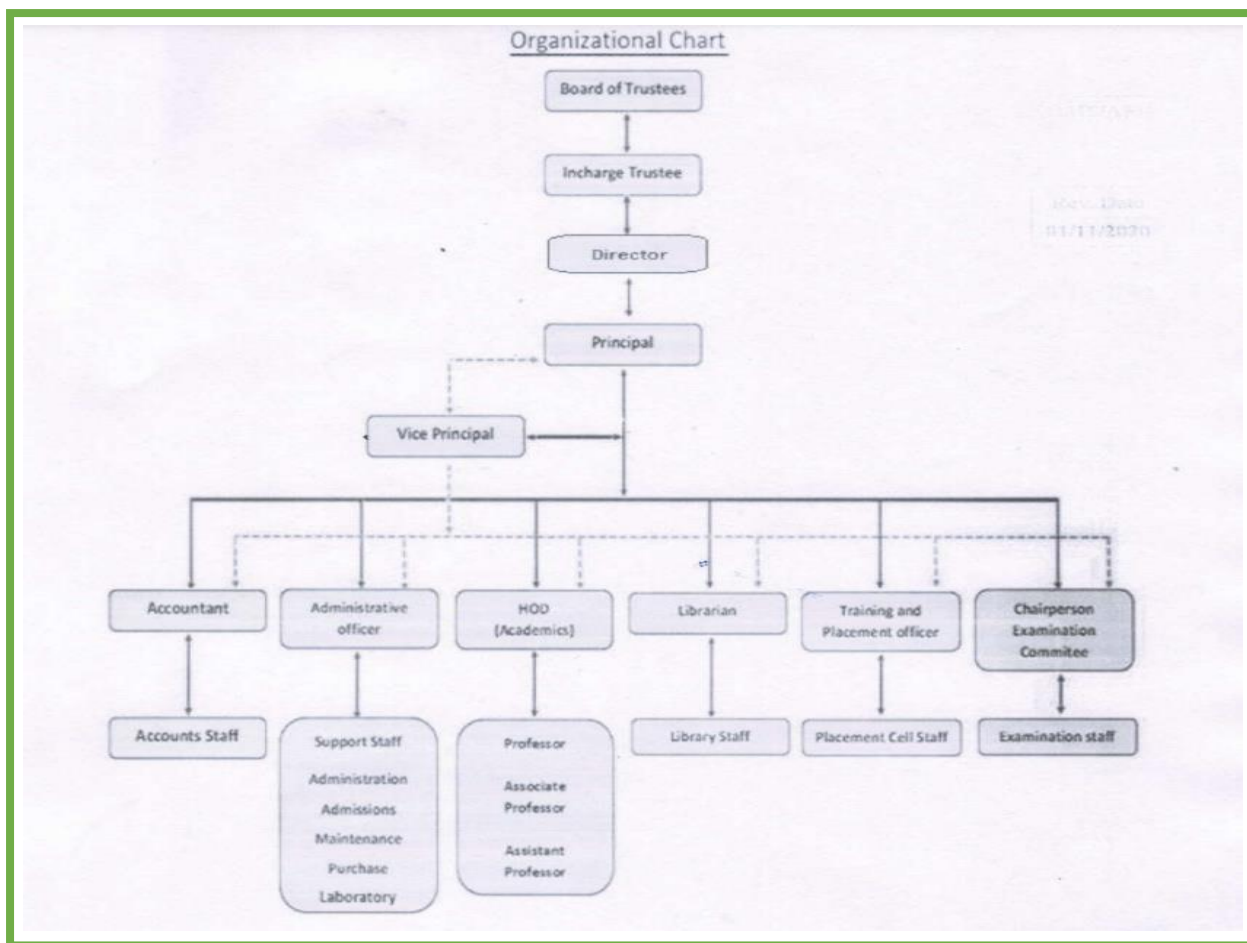 Organizational Chart
Board of Trustees
Incharge Trustee
Director
Principal
Vice Principal
Accountant
Administrative
officer
HOD
(Academics)
Librarian
Training and
Placement officer
Chairperson
Examination
Commitee
Accounts Staff
Support Staff
Administration
Admissions
Maintenance
Purchase
Laboratory
Professor
Associate
Professor
Assistant
Professor
Library Staff
Placement Cell Staff
Examination staff